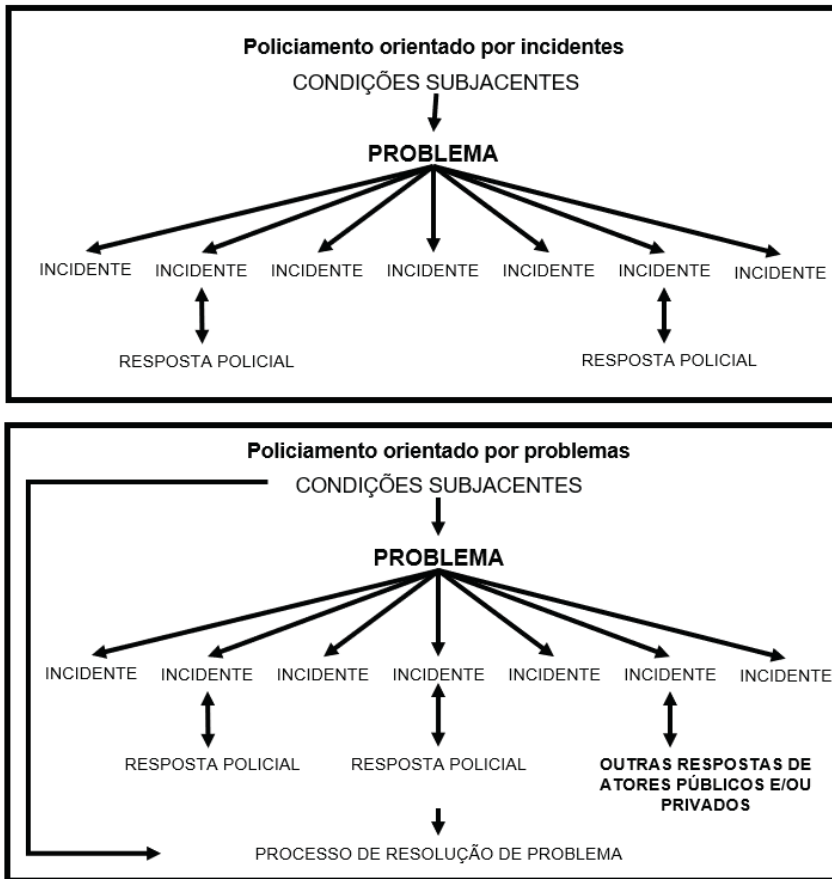 Policiamento orientado por incidentes
CONDIÇÕES SUBJACENTES
PROBLEMA
INCIDENTE INCIDENTE INCIDENTE INCIDENTE INCIDENTE INCIDENTE INCIDENTE
RESPOSTA POLICIAL RESPOSTA POLICIAL
Policiamento orientado por problemas
CONDIÇÕES SUBJACENTES
PROBLEMA
INCIDENTE INCIDENTE INCIDENTE INCIDENTE INCIDENTE INCIDENTE INCIDENTE
RESPOSTA POLICIAL RESPOSTA POLICIAL OUTRAS RESPOSTAS DE
ATORES PÚBLICOS E/OU
PRIVADOS
PROCESSO DE RESOLUÇÃO DE PROBLEMA